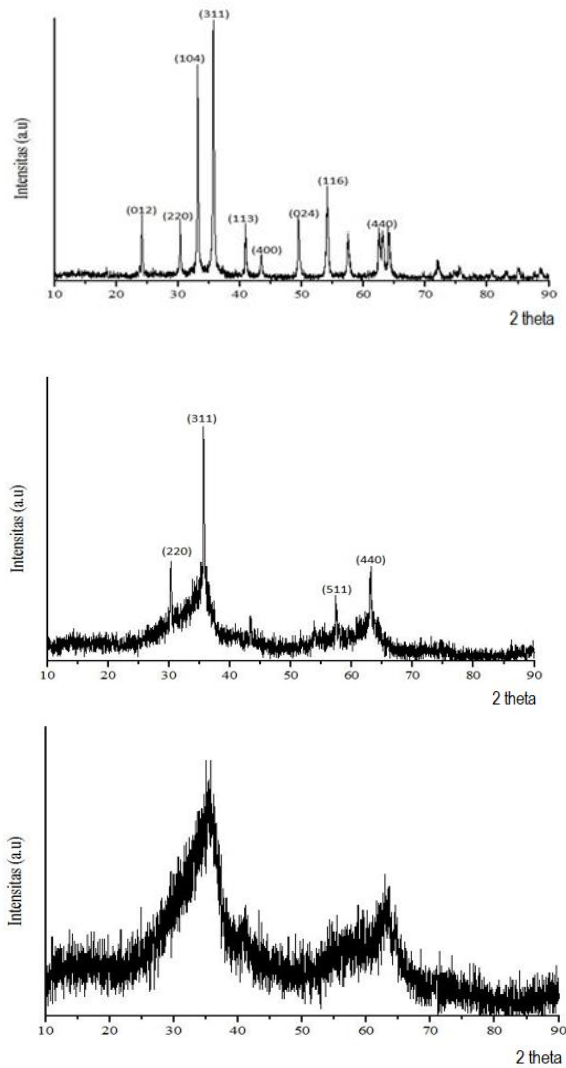 (311)
(104)
(116)
(012)
(220)
(113)
(024)
(440)
(400)
Intensitas (a.u)
10 20 30 40 50 60 70 80 90
2 theta
(311)
(220)
(440)
(511)
Intensitas (a.u)
10 20 30 40 50 60 70 80 90
2 theta
Intensitas (a.u)
10 20 30 40 50 60 70 80 90
2 theta